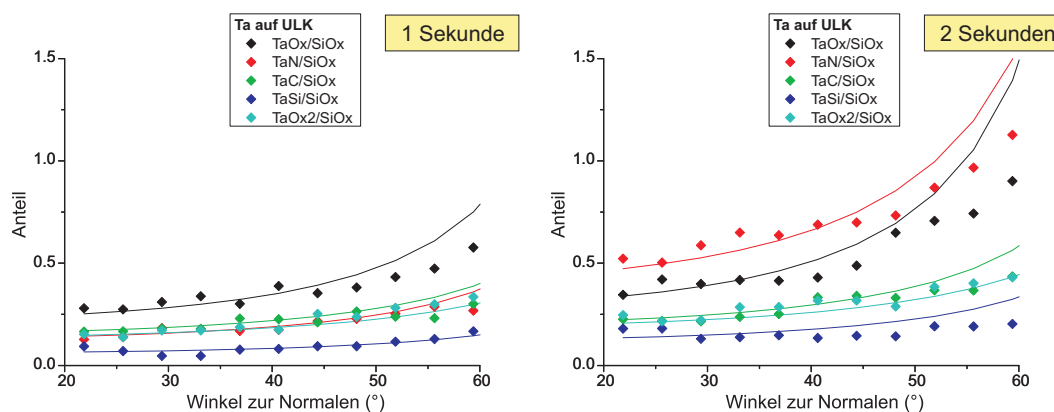 Ta auf ULK
TaOx/SiOx
TaN/SiOx
TaC/SiOx
TaSi/SiOx
TaOx2/SiOx
1 Sekunde
1.5
1.0
0.5
0.0
Anteil
20 30 40 50 60
Winkel zur Normalen (°)
Ta auf ULK
TaOx/SiOx
TaN/SiOx
TaC/SiOx
TaSi/SiOx
TaOx2/SiOx
2 Sekunden
1.5
1.0
0.5
0.0
Anteil
20 30 40 50 60
Winkel zur Normalen (°)